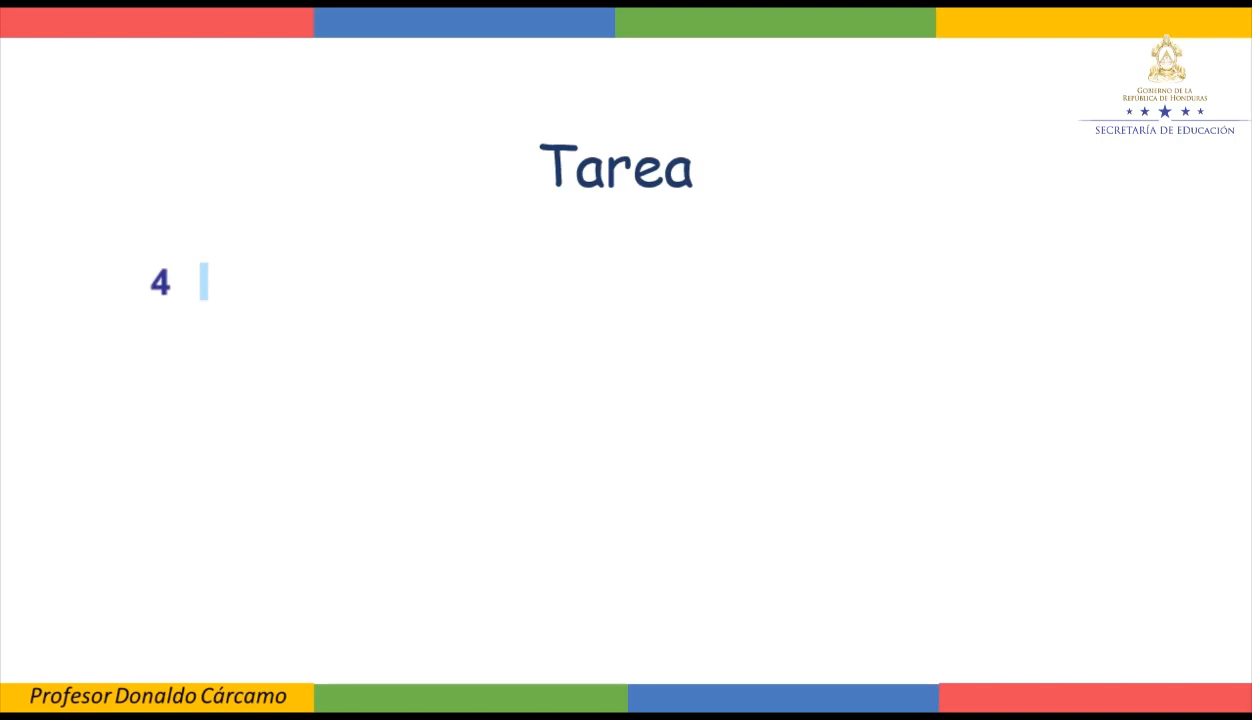 GOBIERNO DE LA
REPÚBLICA DE HONDURAS
SECRETARÍA DE EDUCACIÓN
Tarea
4
Profesor Donaldo Cárcamo